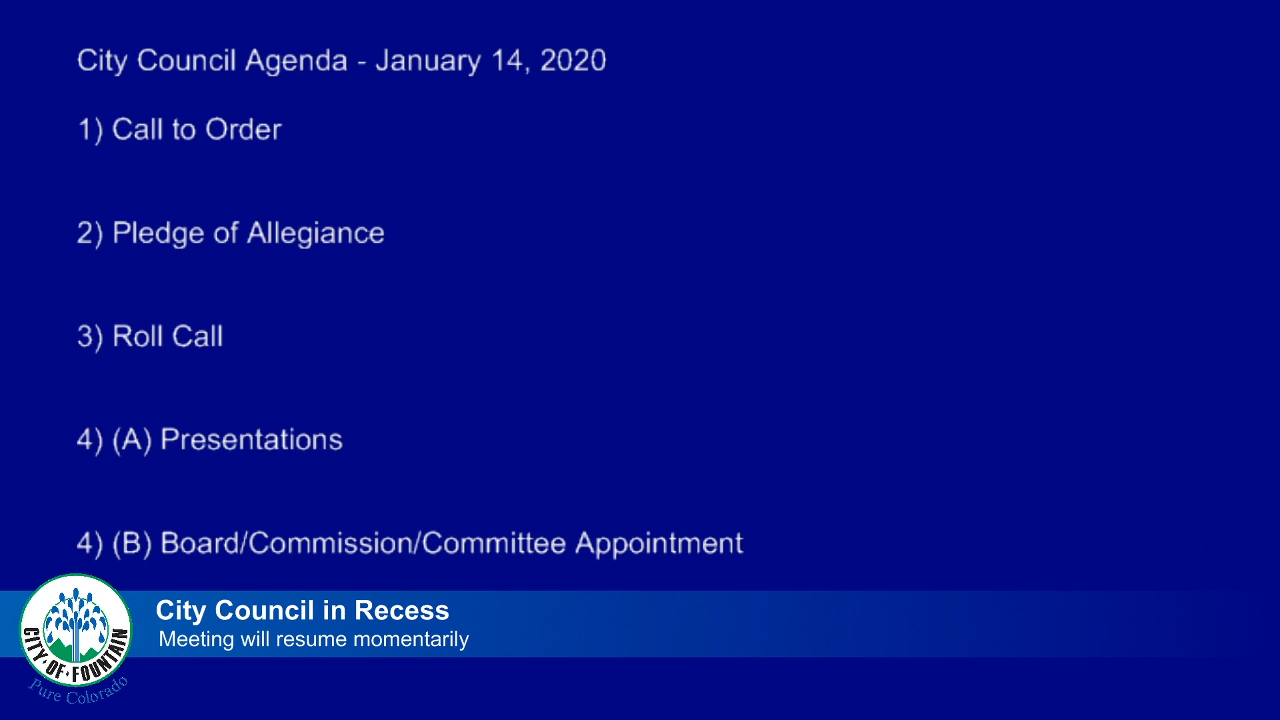 City Council Agenda - January 14, 2020
1) Call to Order
2) Pledge of Allegiance
3) Roll Call
4) (A) Presentations
4) (B) Board/Commission/Committee Appointment
City Council in Recess
Meeting will resume momentarily
CITY·OF·FOUNTAIN
Pure Colorado